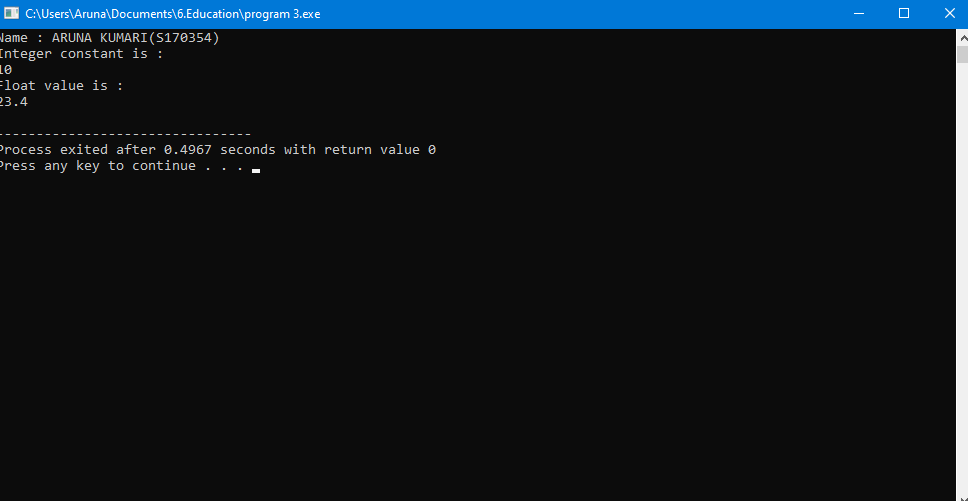 C:\Users\Aruna\Documents\6.Education\program 3.exe
Name : ARUNA KUMARI(S170354)
Integer constant is :
10
Float value is :
23.4
--------------------------------
Process exited after 0.4967 seconds with return value 0
Press any key to continue . . .